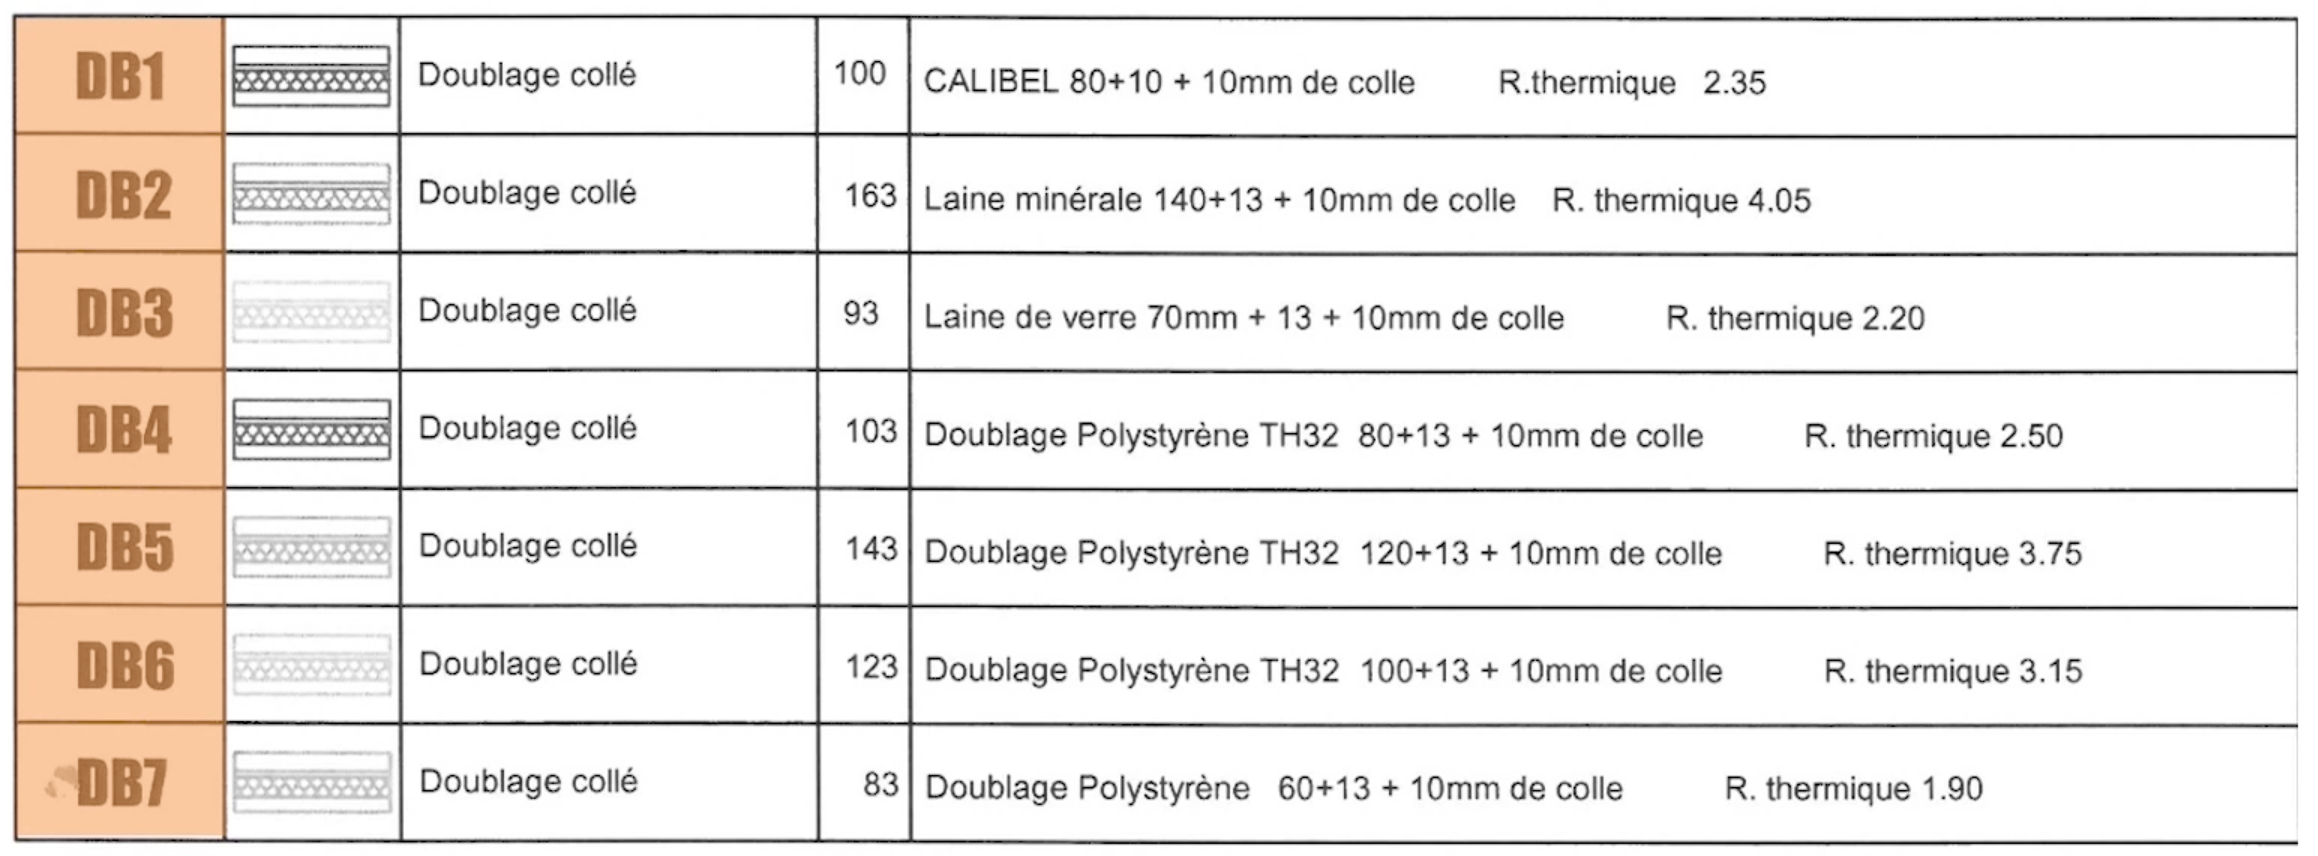 DB1 Doublage collé 100 CALIBEL 80+10 + 10mm de colle R.thermique 2.35
DB2 Doublage collé 163 Laine minérale 140+13 + 10mm de colle R. thermique 4.05
DB3 Doublage collé 93 Laine de verre 70mm + 13 + 10mm de colle R. thermique 2.20
DB4 Doublage collé 103 Doublage Polystyrène TH32 80+13 + 10mm de colle R. thermique 2.50
DB5 Doublage collé 143 Doublage Polystyrène TH32 120+13 + 10mm de colle R. thermique 3.75
DB6 Doublage collé 123 Doublage Polystyrène TH32 100+13 + 10mm de colle R. thermique 3.15
DB7 Doublage collé 83 Doublage Polystyrène 60+13 + 10mm de colle R. thermique 1.90